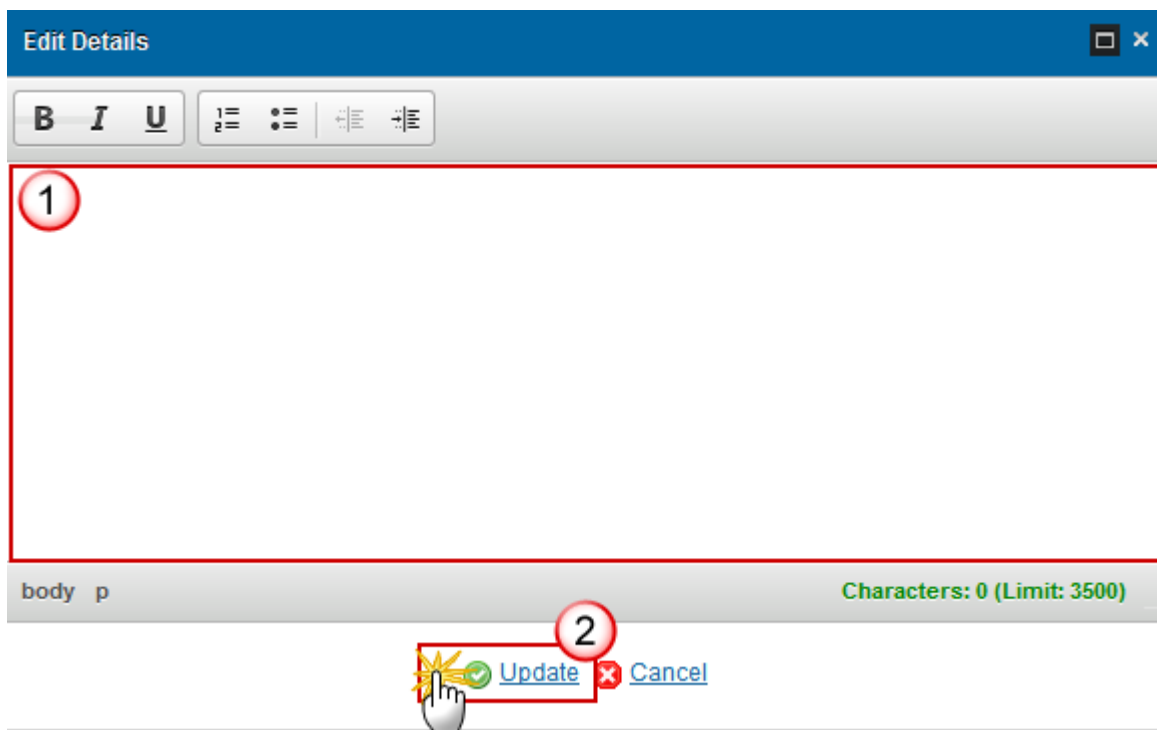 Edit Details
B I U
1
body p Characters: 0 (Limit: 3500)
2
Update Cancel